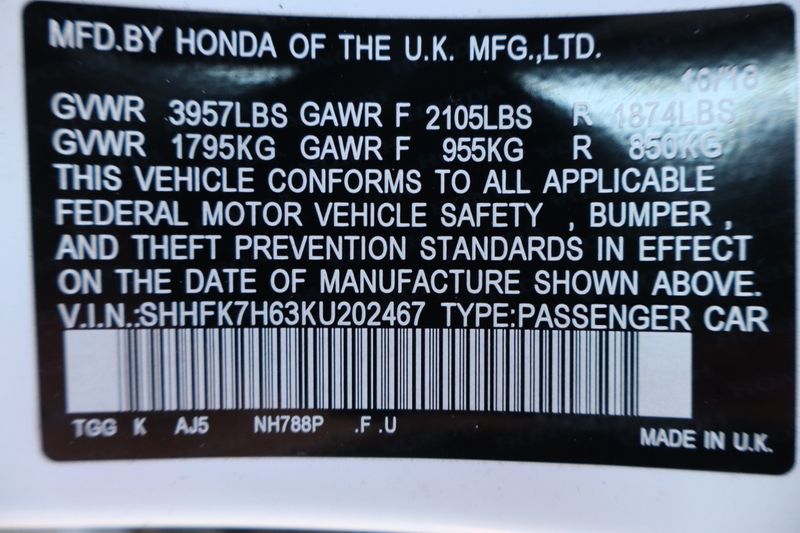 MFD.BY HONDA OF THE U.K. MFG.,LTD.
10/18
GVWR 3957LBS GAWR F 2105LBS R 1874LBS
GVWR 1795KG GAWR F 955KG R 850KG
THIS VEHICLE CONFORMS TO ALL APPLICABLE
FEDERAL MOTOR VEHICLE SAFETY , BUMPER ,
AND THEFT PREVENTION STANDARDS IN EFFECT
ON THE DATE OF MANUFACTURE SHOWN ABOVE.
V.I.N.:SHHFK7H63KU202467 TYPE:PASSENGER CAR
TGG K AJ5 NH788P .F .U
MADE IN U.K.